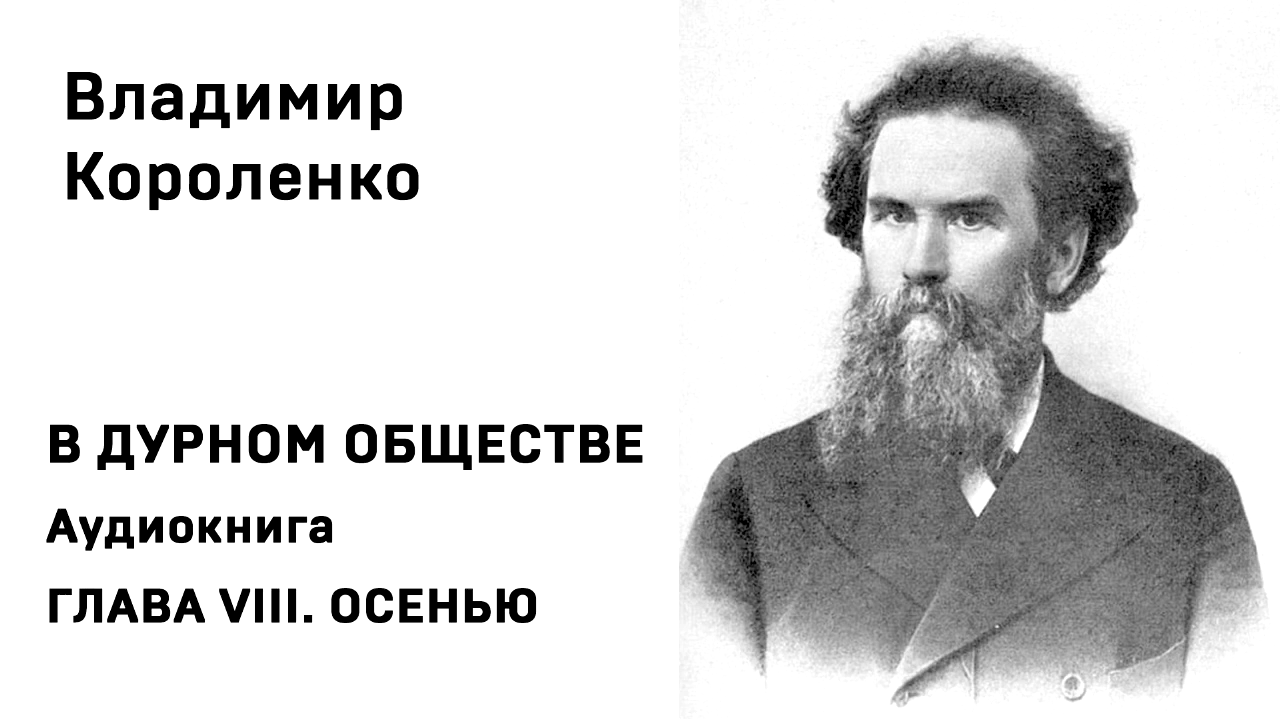 Владимир
Короленко
В ДУРНОМ ОБЩЕСТВЕ
Аудиокнига
ГЛАВА VIII. ОСЕНЬЮ